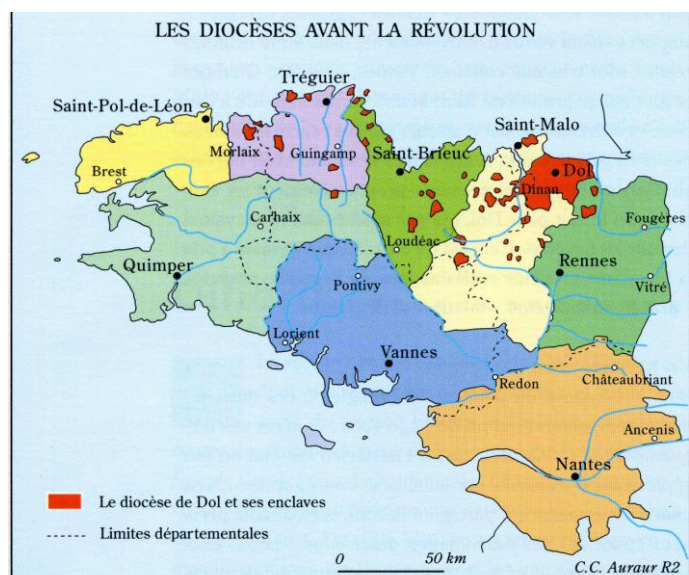 LES DIOCÈSES AVANT LA RÉVOLUTION
Tréguier
Saint-Pol-de-Léon
Saint-Malo
Morlaix
Guingamp
Saint-Brieuc
Dol
Brest
Dinan
Fougères
Carhaix
Loudéac
Quimper
Rennes
Pontivy
Vitré
Lorient
Vannes
Redon
Châteaubriant
Ancenis
Nantes
Le diocèse de Dol et ses enclaves
Limites départementales
0 50 km
C.C. Auraur R2